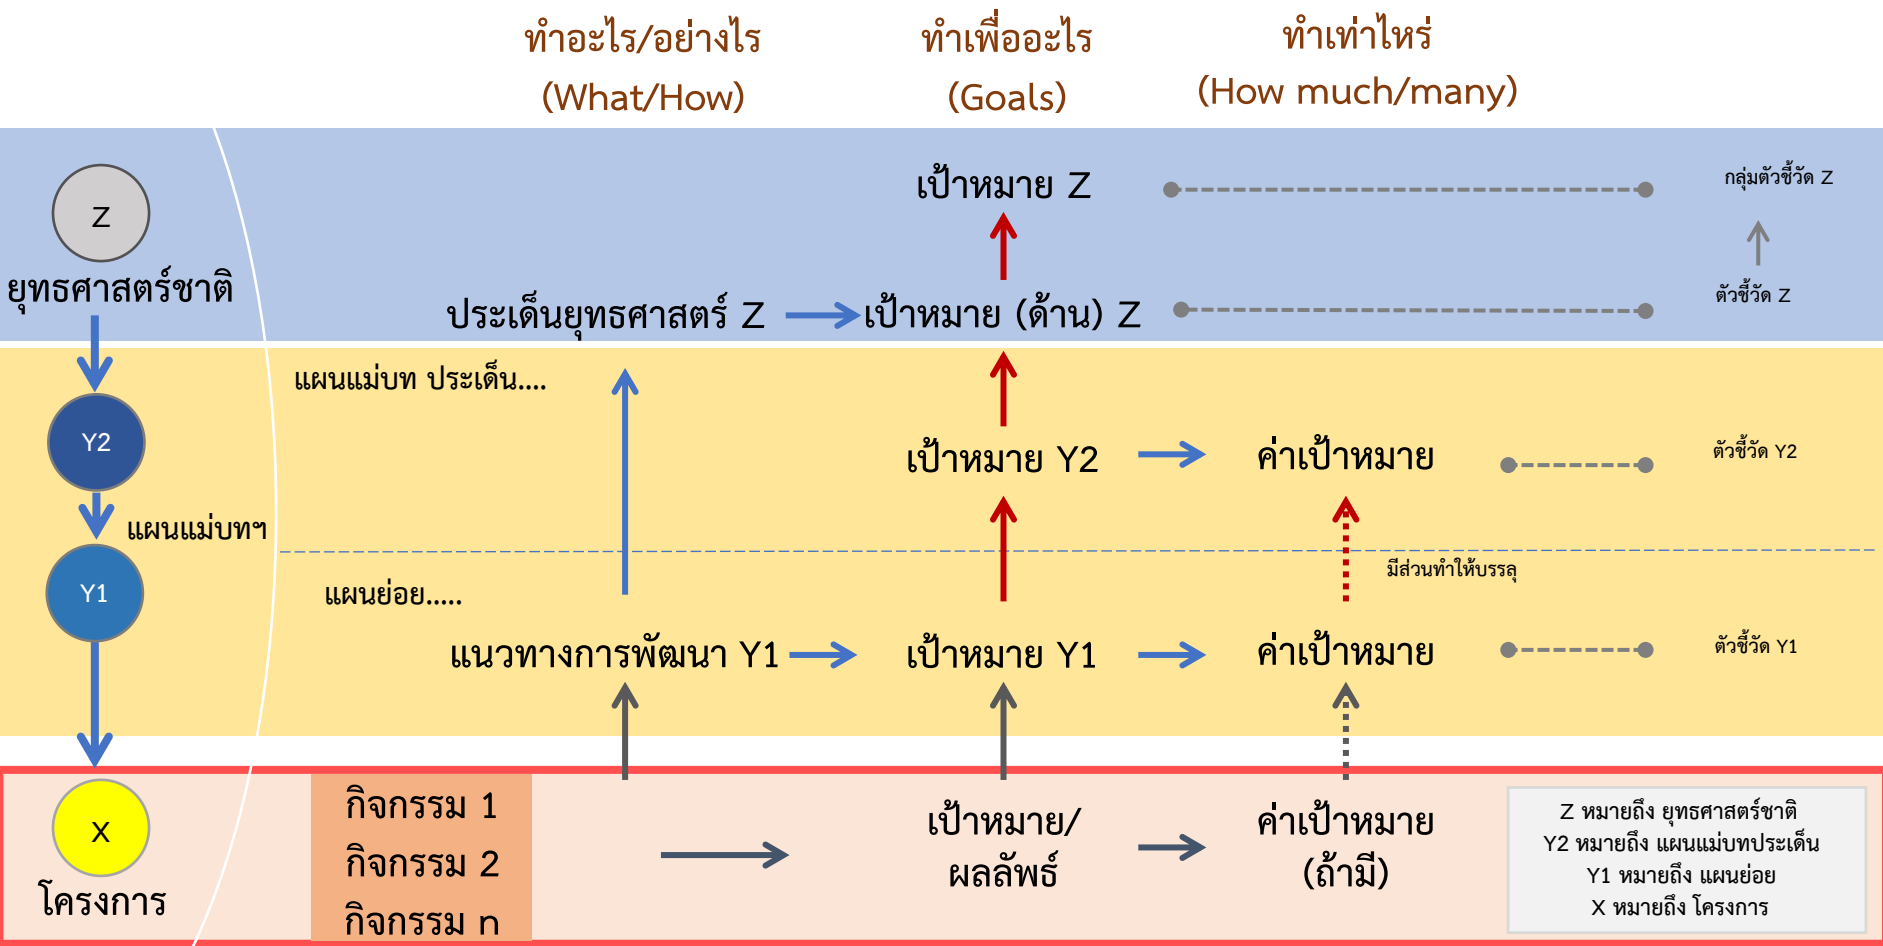 ทำอะไร/อย่างไร
(What/How)
ทำเพื่ออะไร
(Goals)
ทำเท่าไหร่
(How much/many)
Z
ยุทธศาสตร์ชาติ
เป้าหมาย Z
กลุ่มตัวชี้วัด Z
ประเด็นยุทธศาสตร์ Z
เป้าหมาย (ด้าน) Z
ตัวชี้วัด Z
แผนแม่บท ประเด็น....
Y2
เป้าหมาย Y2
ค่าเป้าหมาย
ตัวชี้วัด Y2
แผนแม่บทฯ
Y1
แผนย่อย.....
มีส่วนทำให้บรรลุ
แนวทางการพัฒนา Y1
เป้าหมาย Y1
ค่าเป้าหมาย
ตัวชี้วัด Y1
X
โครงการ
กิจกรรม 1
กิจกรรม 2
กิจกรรม n
เป้าหมาย/
ผลลัพธ์
ค่าเป้าหมาย
(ถ้ามี)
Z หมายถึง ยุทธศาสตร์ชาติ
Y2 หมายถึง แผนแม่บทประเด็น
Y1 หมายถึง แผนย่อย
X หมายถึง โครงการ